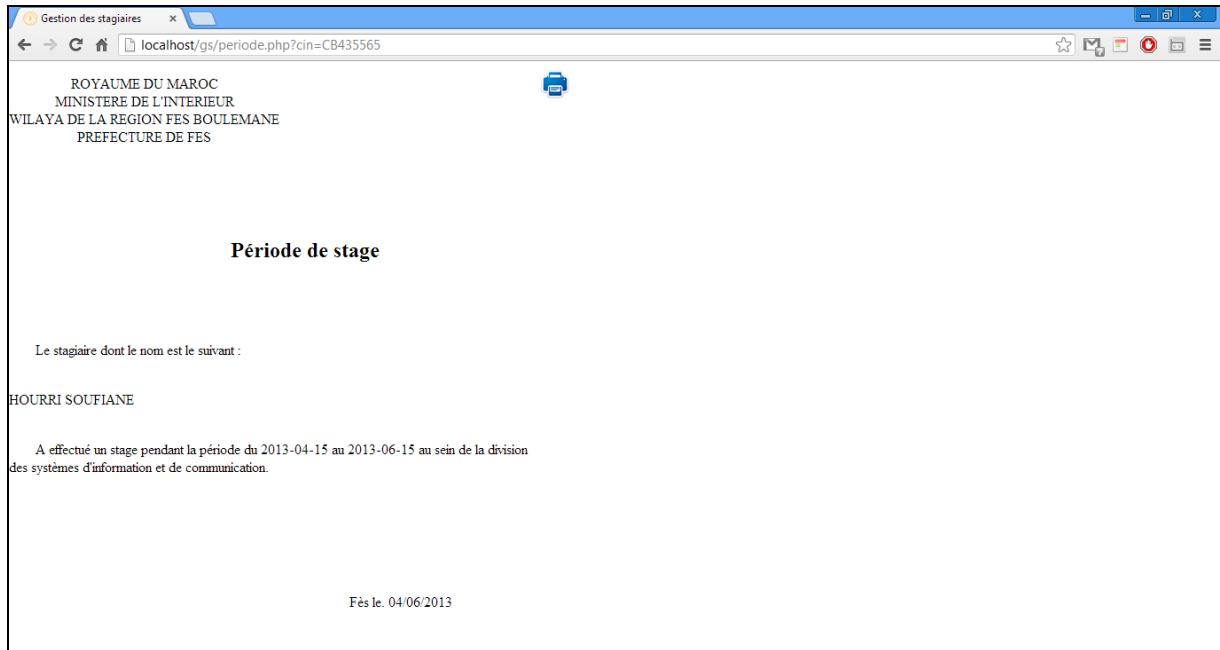 Gestion des stagiaires
localhost/gs/periode.php?cin=CB435565
ROYAUME DU MAROC
MINISTERE DE L'INTERIEUR
WILAYA DE LA REGION FES BOULEMANE
PREFECTURE DE FES
Période de stage
Le stagiaire dont le nom est le suivant :
HOURRI SOUFIANE
A effectué un stage pendant la période du 2013-04-15 au 2013-06-15 au sein de la division
des systèmes d'information et de communication.
Fès le. 04/06/2013